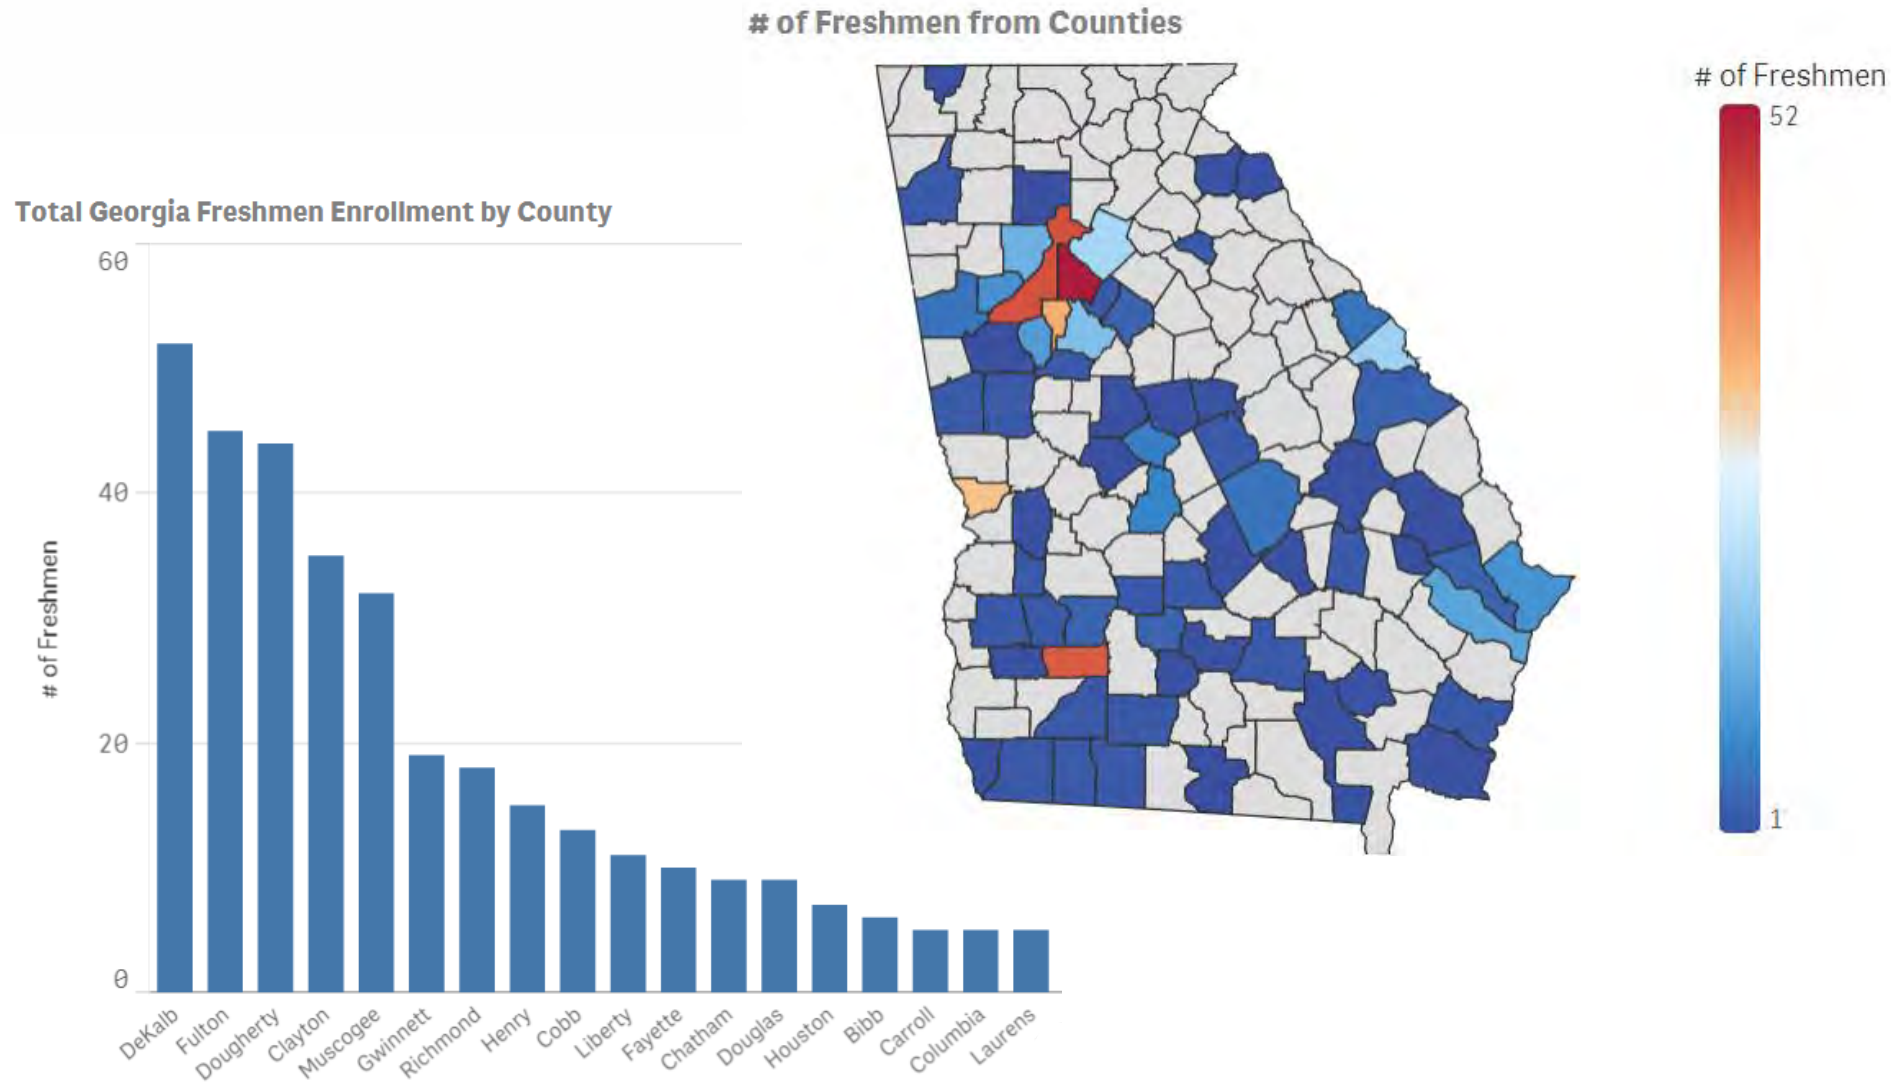 # of Freshmen from Counties
# of Freshmen
52
1
Total Georgia Freshmen Enrollment by County
60
40
20
0
# of Freshmen
DeKalb
Fulton
Dougherty
Clayton
Muscogee
Gwinnett
Richmond
Henry
Cobb
Liberty
Fayette
Chatham
Douglas
Houston
Bibb
Carroll
Columbia
Laurens